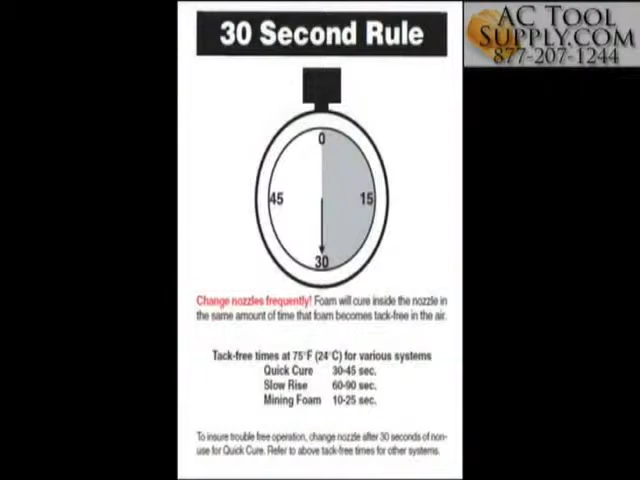 30 Second Rule
AC Tool
Supply.com
877-207-1244
0
45
15
30
Change nozzles frequently! Foam will cure inside the nozzle in
the same amount of time that foam becomes tack-free in the air.
Tack-free times at 75°F (24°C) for various systems
Quick Cure 30-45 sec.
Slow Rise 60-90 sec.
Mining Foam 10-25 sec.
To insure trouble free operation, change nozzle after 30 seconds of non-
use for Quick Cure. Refer to above tack-free times for other systems.